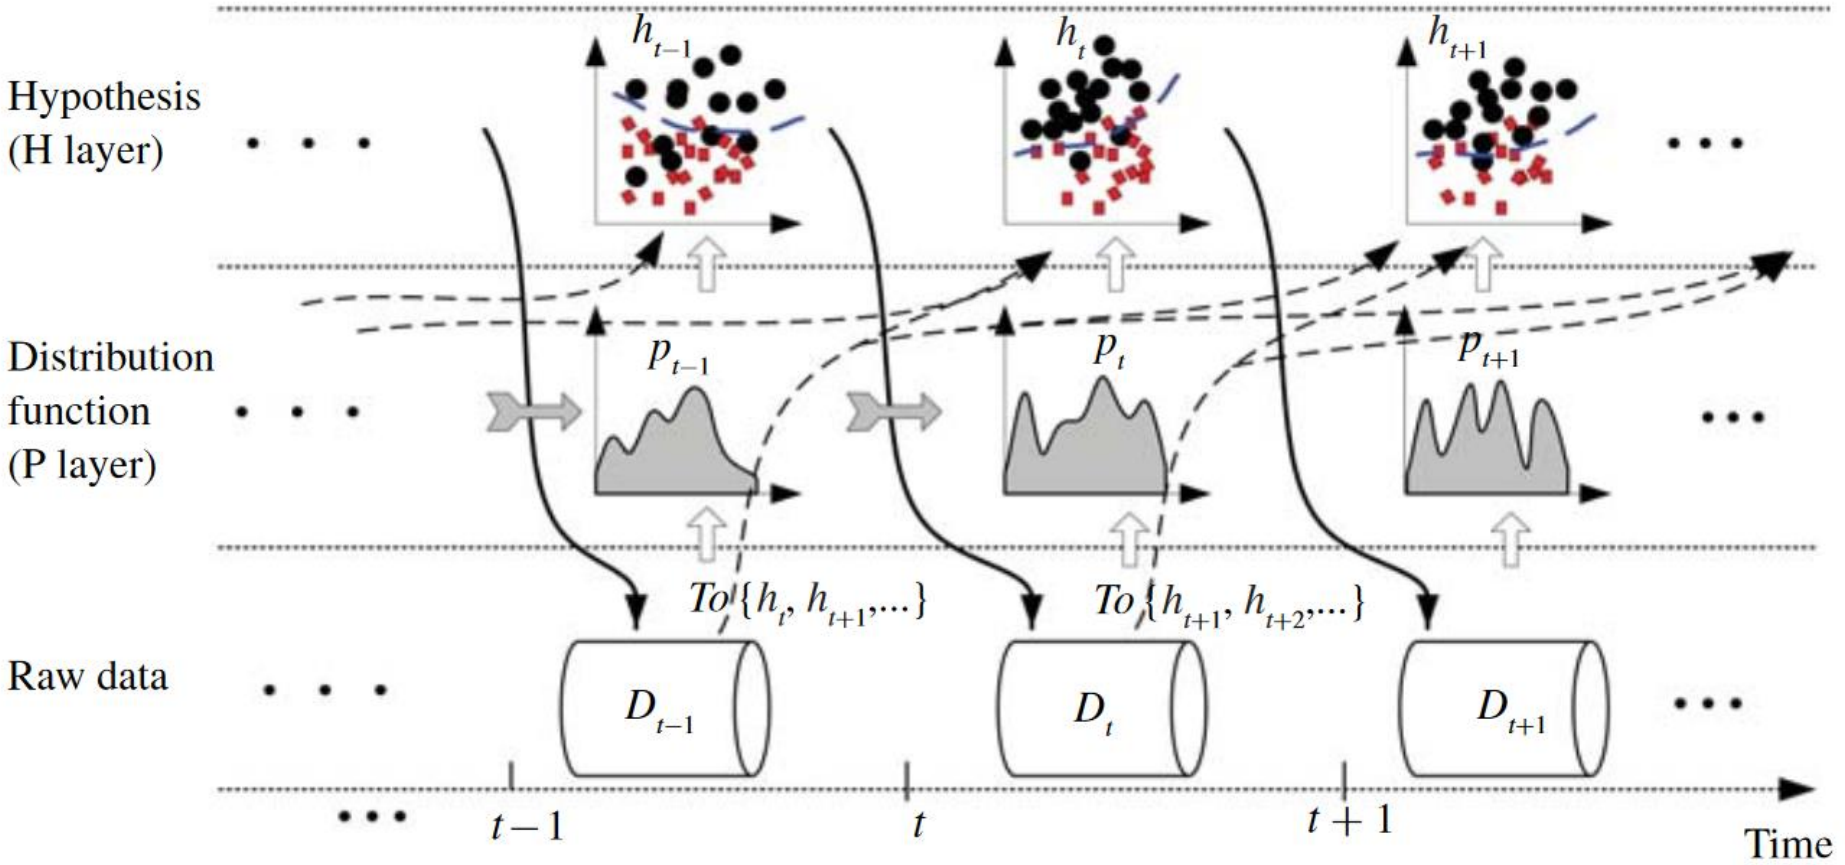 h_{t−1}
h_t
h_{t+1}
Hypothesis
(H layer)
Distribution
function
(P layer)
p_{t−1}
p_t
p_{t+1}
To {h_t, h_{t+1},...}
To {h_{t+1}, h_{t+2},...}
Raw data
D_{t−1}
D_t
D_{t+1}
t−1
t
t+1
Time